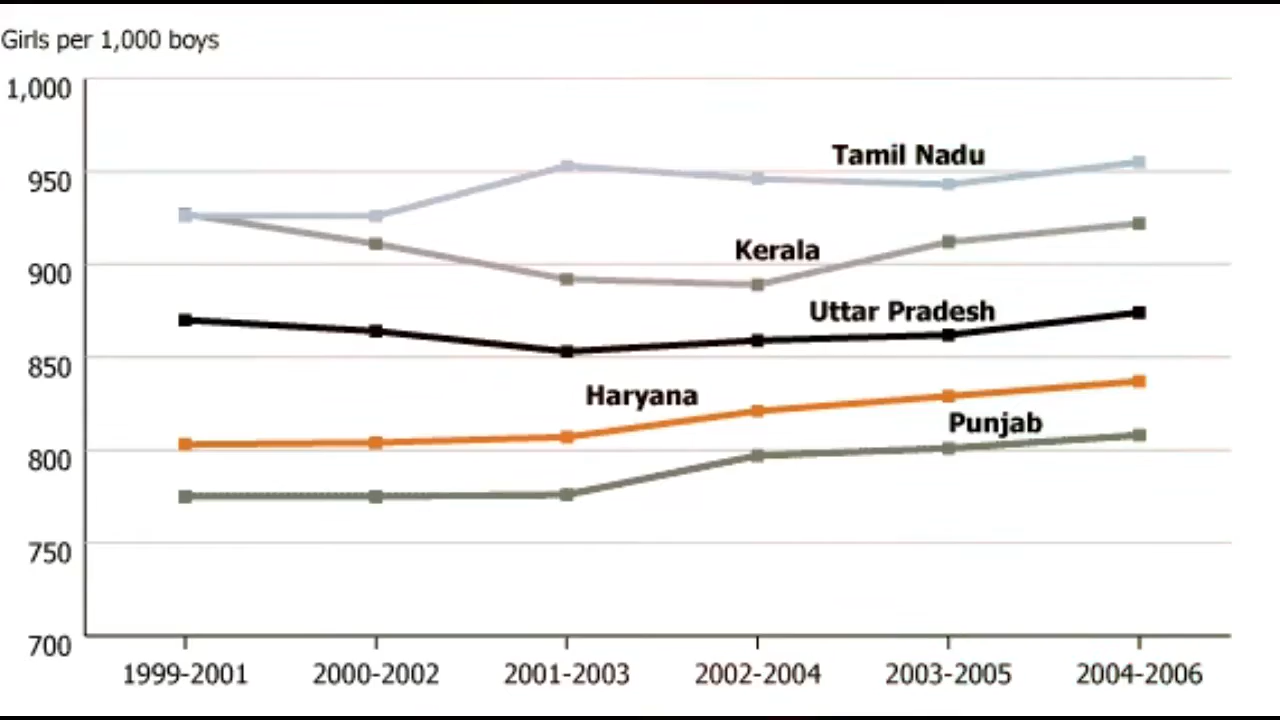 Girls per 1,000 boys
1,000
950
900
850
800
750
700
Tamil Nadu
Kerala
Uttar Pradesh
Haryana
Punjab
1999-2001 2000-2002 2001-2003 2002-2004 2003-2005 2004-2006